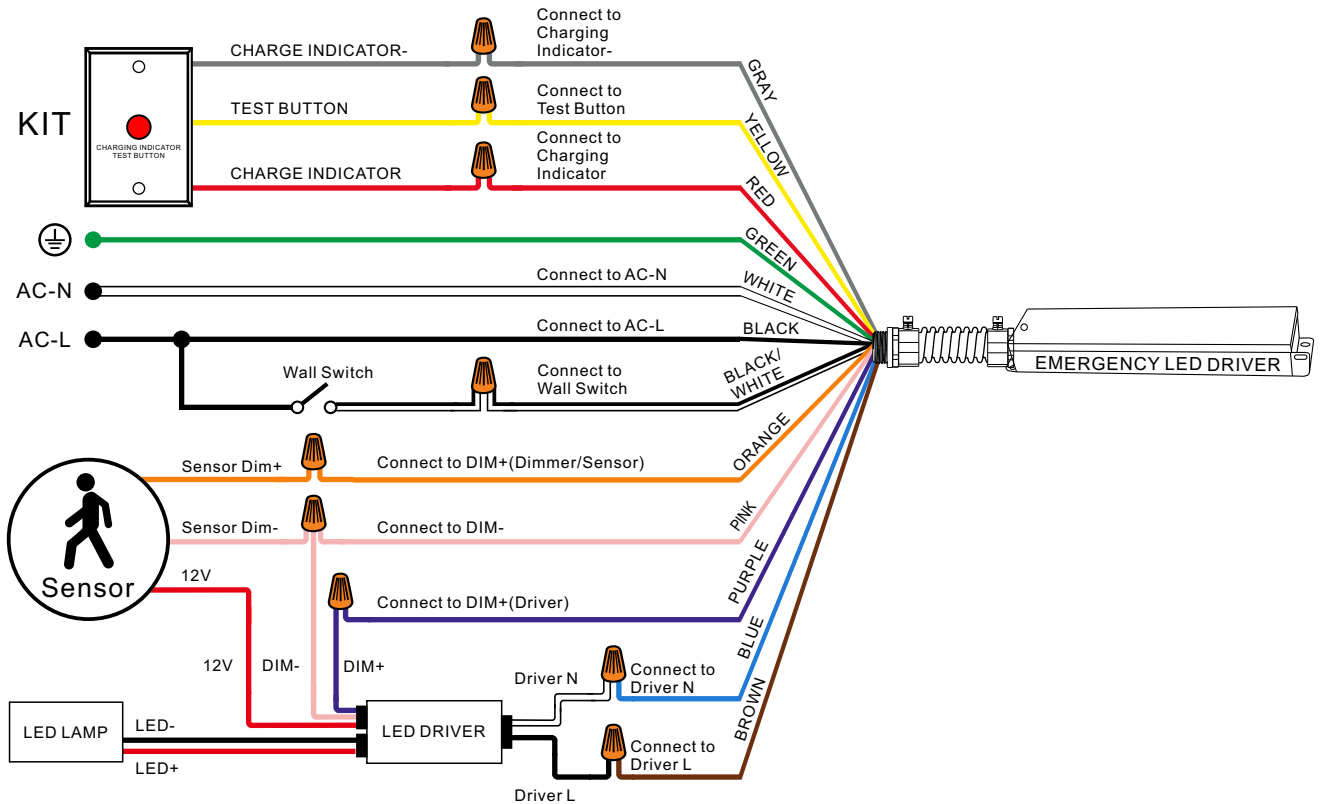 KIT
CHARGING INDICATOR
TEST BUTTON
CHARGE INDICATOR-
Connect to
Charging
Indicator-
GRAY
TEST BUTTON
Connect to
Test Button
YELLOW
CHARGE INDICATOR
Connect to
Charging
Indicator
RED
GREEN
AC-N
Connect to AC-N
WHITE
AC-L
Connect to AC-L
BLACK
Wall Switch
Connect to
Wall Switch
BLACK/
WHITE
EMERGENCY LED DRIVER
Sensor
Sensor Dim+
Connect to DIM+(Dimmer/Sensor)
ORANGE
Sensor Dim-
Connect to DIM-
PINK
12V
Connect to DIM+(Driver)
PURPLE
12V
DIM-
DIM+
Driver N
Connect to
Driver N
BLUE
LED LAMP
LED-
LED+
LED DRIVER
Connect to
Driver L
BROWN
Driver L